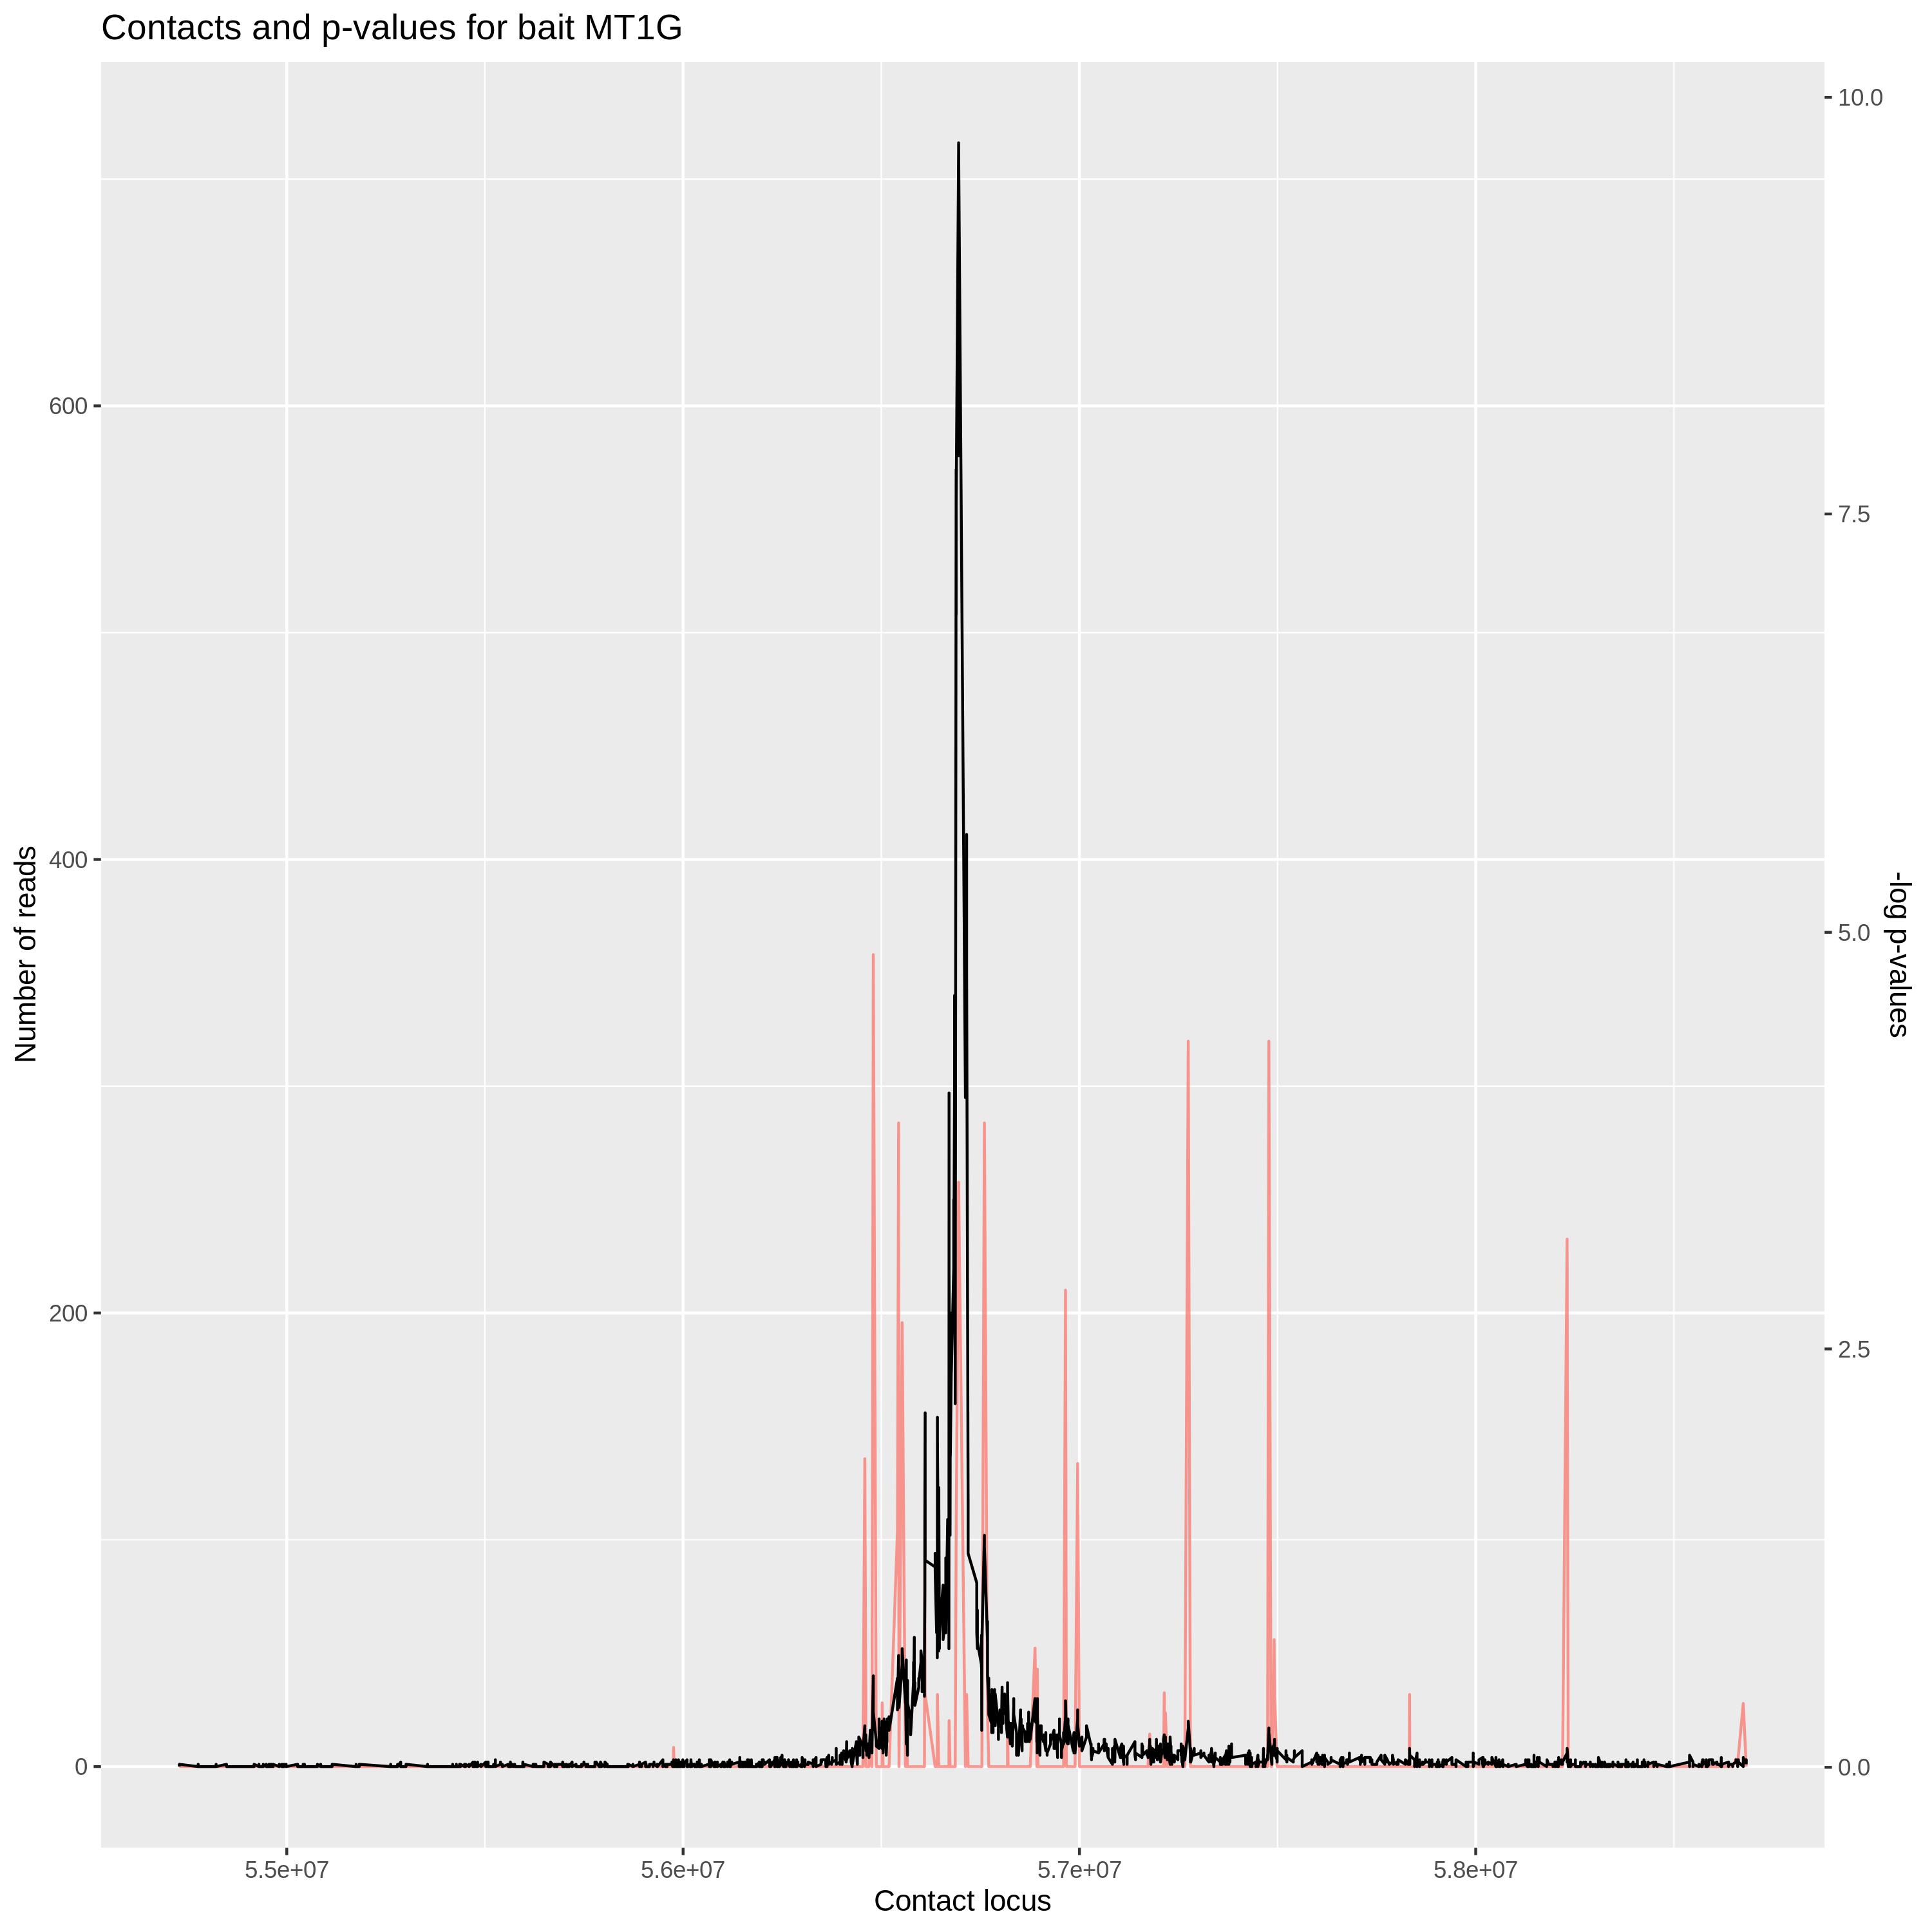 Contacts and p-values for bait MT1G
10.0
600
7.5
Number of reads
400
-log p-values
5.0
200
2.5
0
0.0
5.5e+07
5.6e+07
5.7e+07
5.8e+07
Contact locus